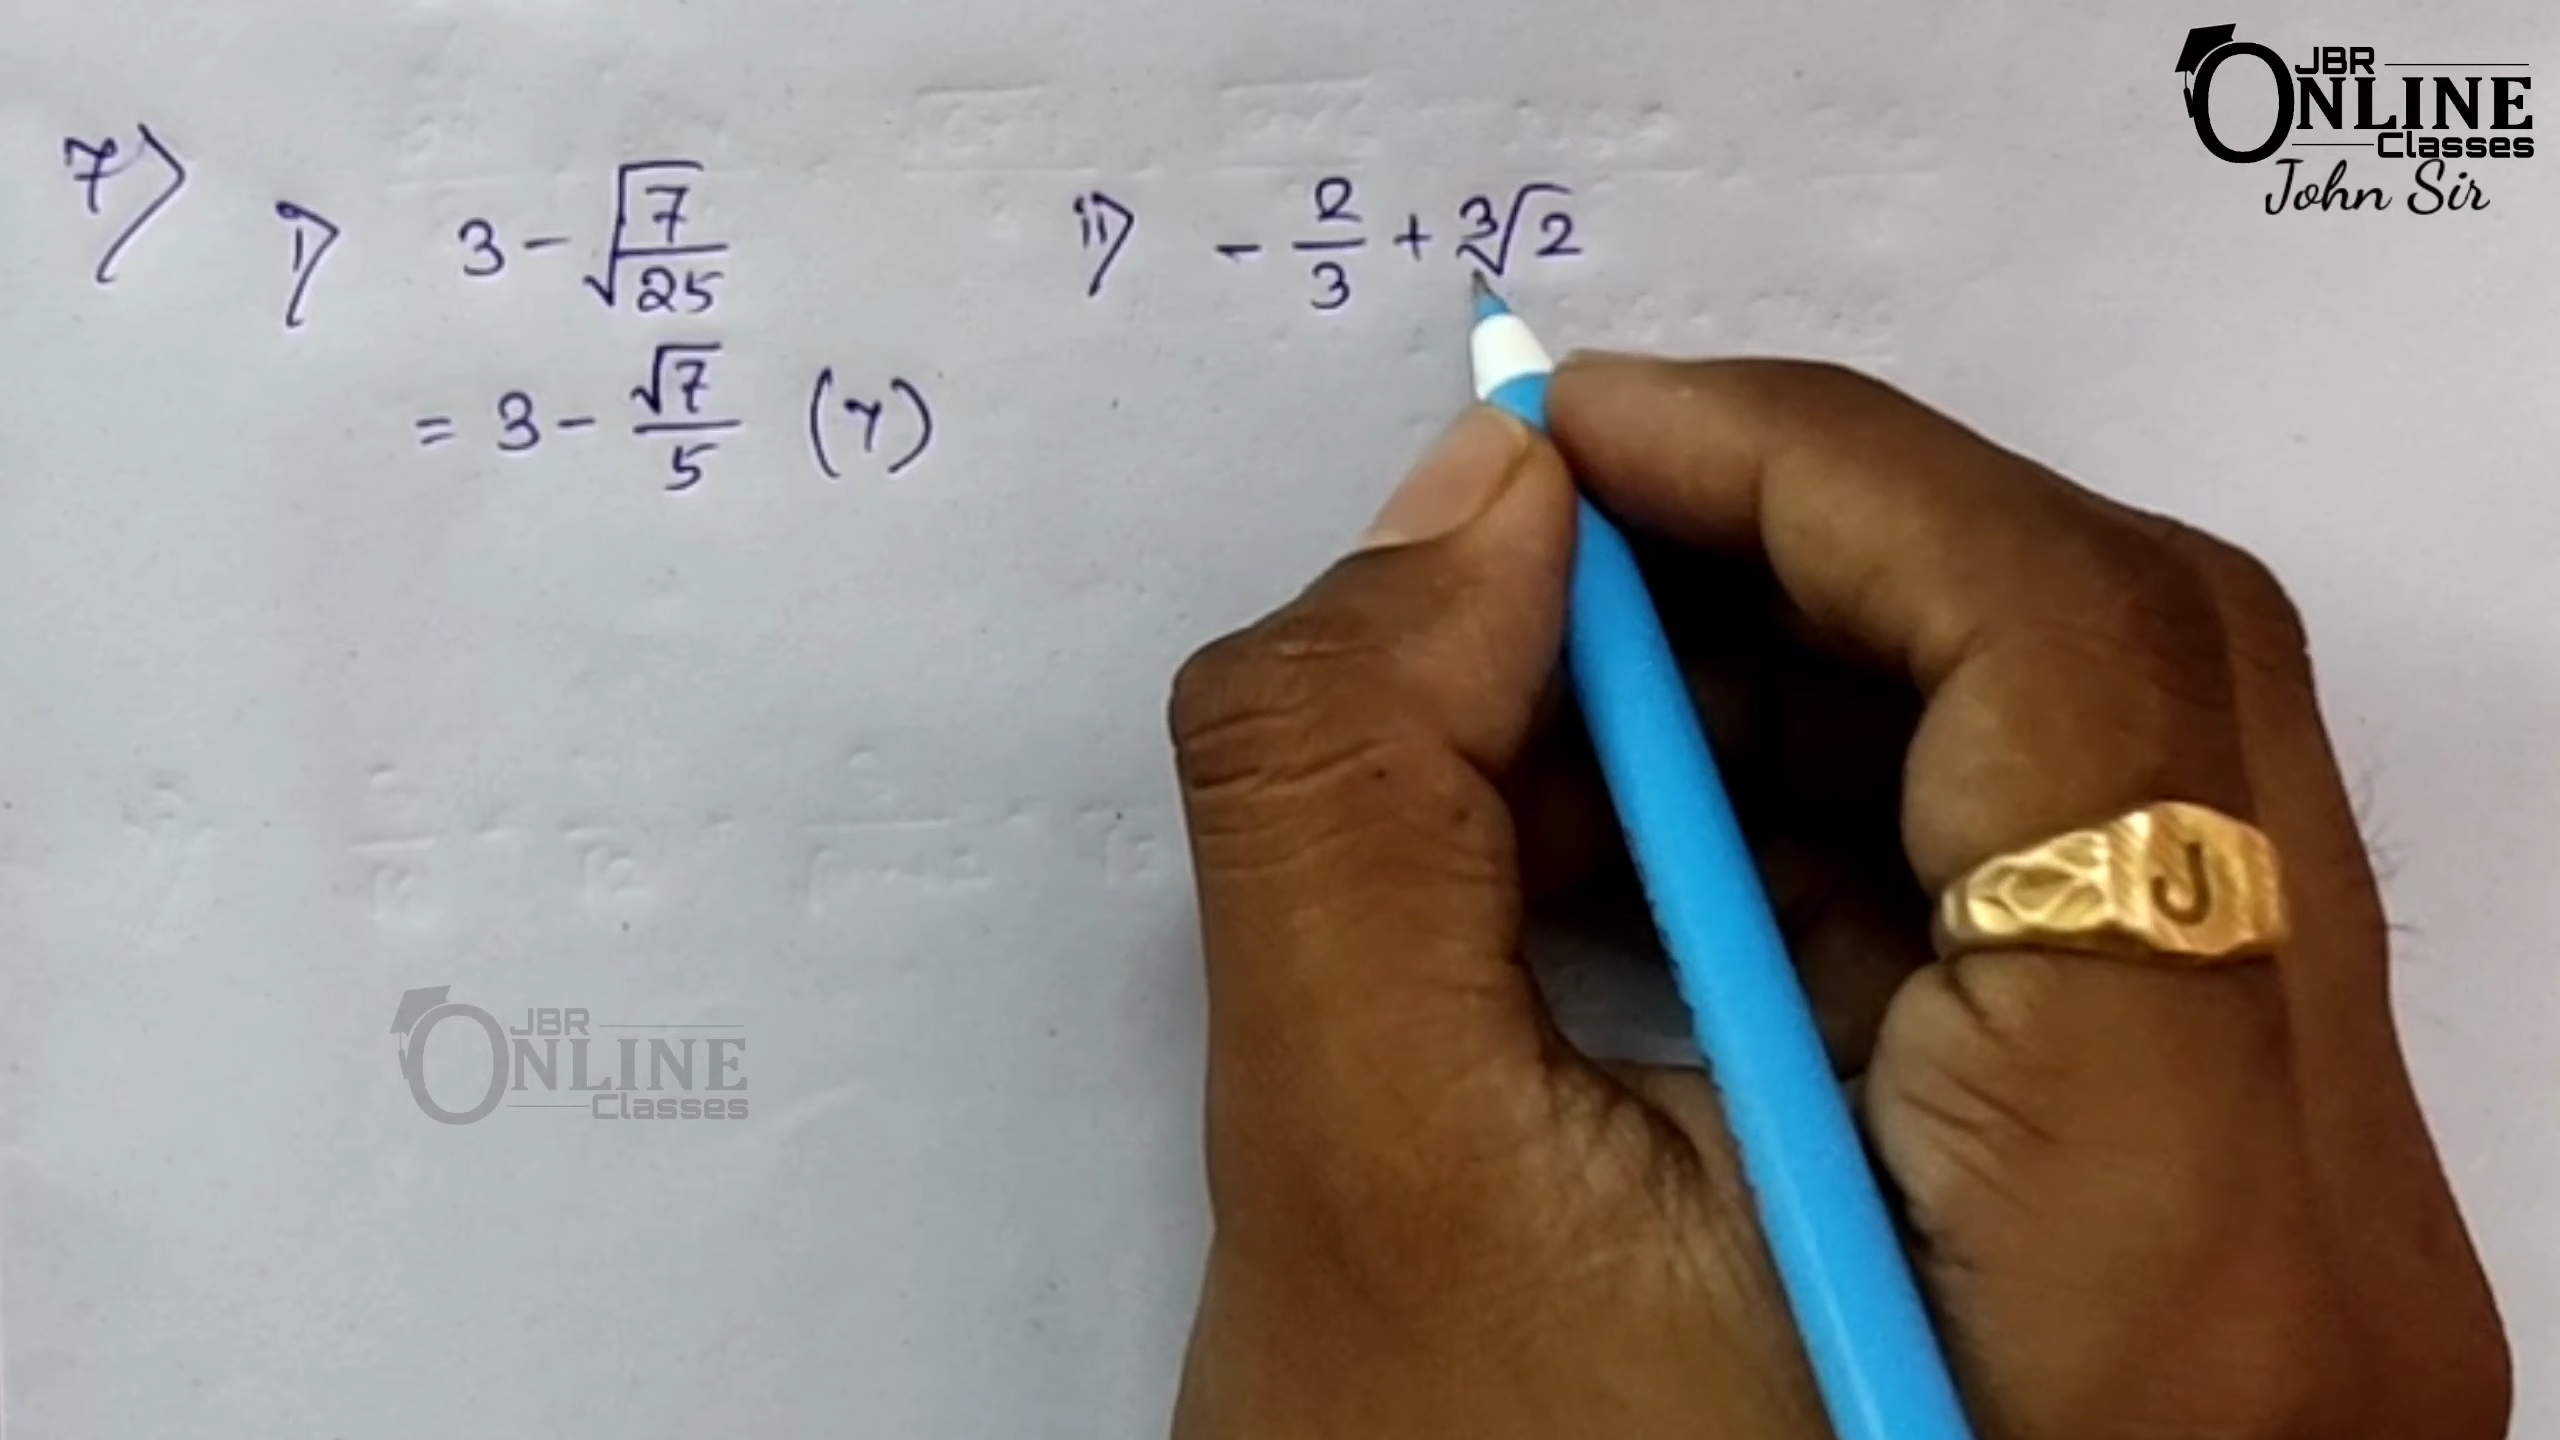 JBR
ONLINE
Classes
John Sir
7) i) 3 - √(7/25)
= 3 - √7/5 (r)
ii) - 2/3 + ³√2
JBR
ONLINE
Classes
J